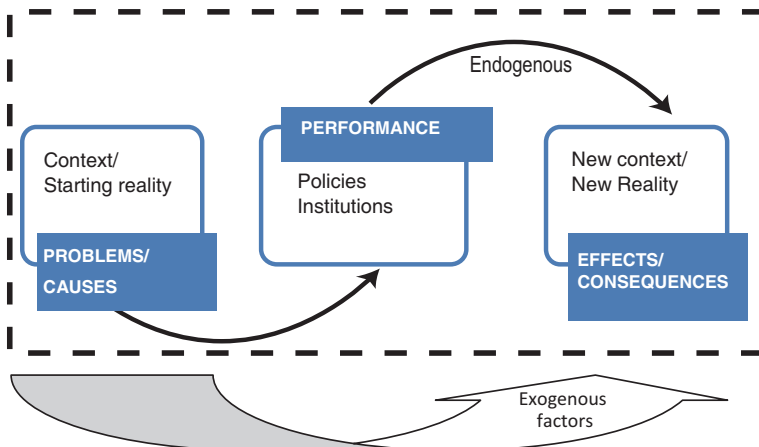 Endogenous
Context/
Starting reality
PROBLEMS/
CAUSES
PERFORMANCE
Policies
Institutions
New context/
New Reality
EFFECTS/
CONSEQUENCES
Exogenous
factors